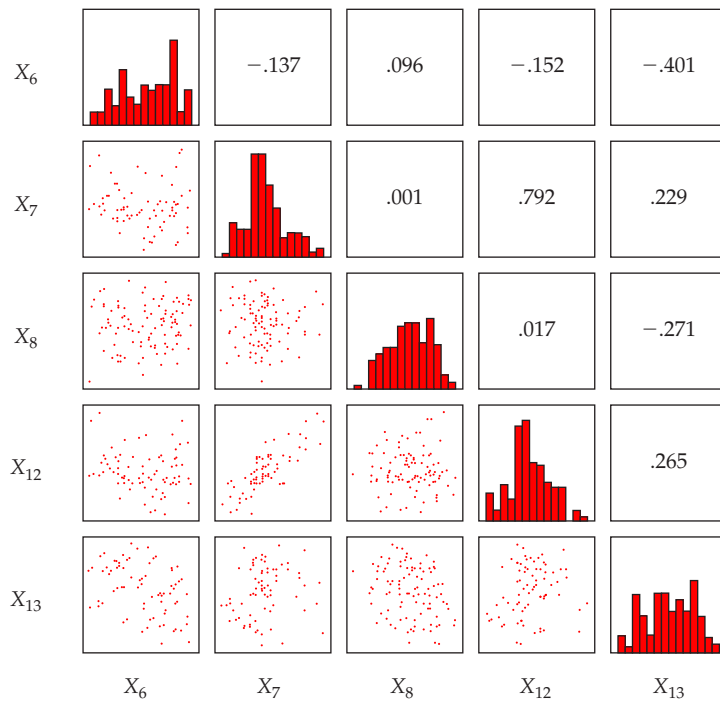 X₆ −.137 .096 −.152 −.401
X₇ .001 .792 .229
X₈ .017 −.271
X₁₂ .265
X₁₃
X₆ X₇ X₈ X₁₂ X₁₃